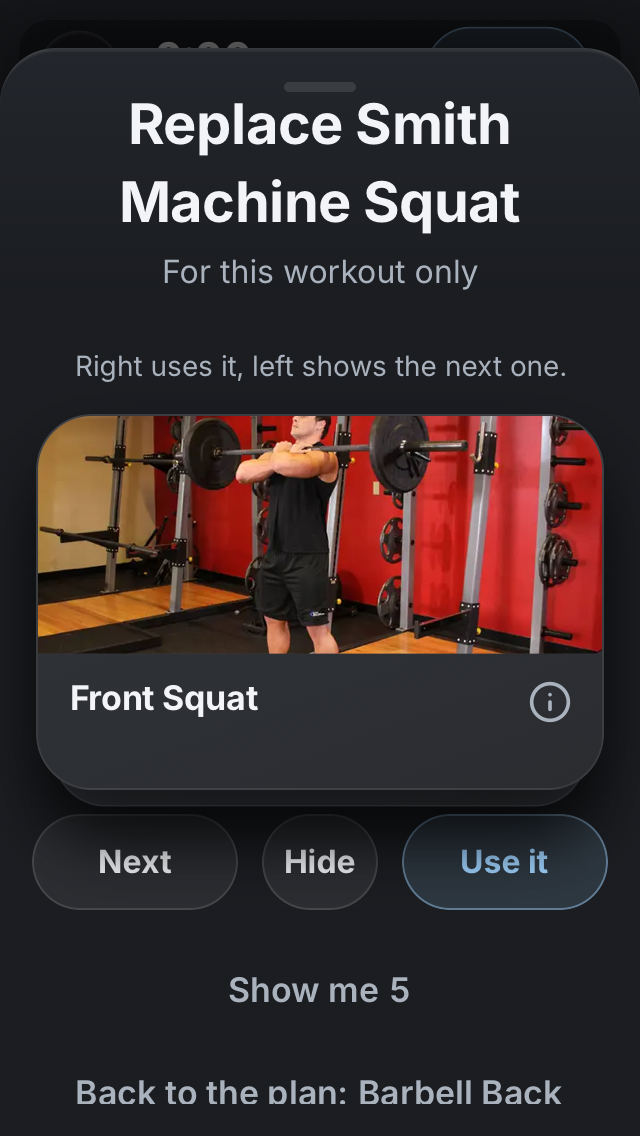 Replace Smith
Machine Squat
For this workout only
Right uses it, left shows the next one.
Front Squat
Next
Hide
Use it
Show me 5
Back to the plan: Barbell Back